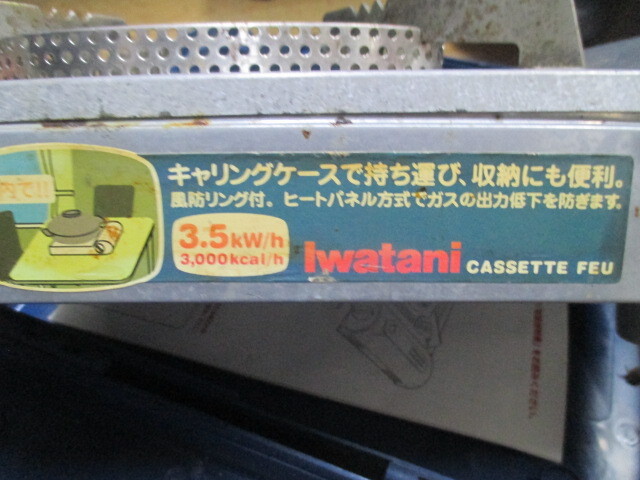 内で!!
キャリングケースで持ち運び、収納にも便利。
風防リング付。ヒートパネル方式でガスの出力低下を防ぎます。
3.5kW/h
3,000kcal/h
Iwatani CASSETTE FEU